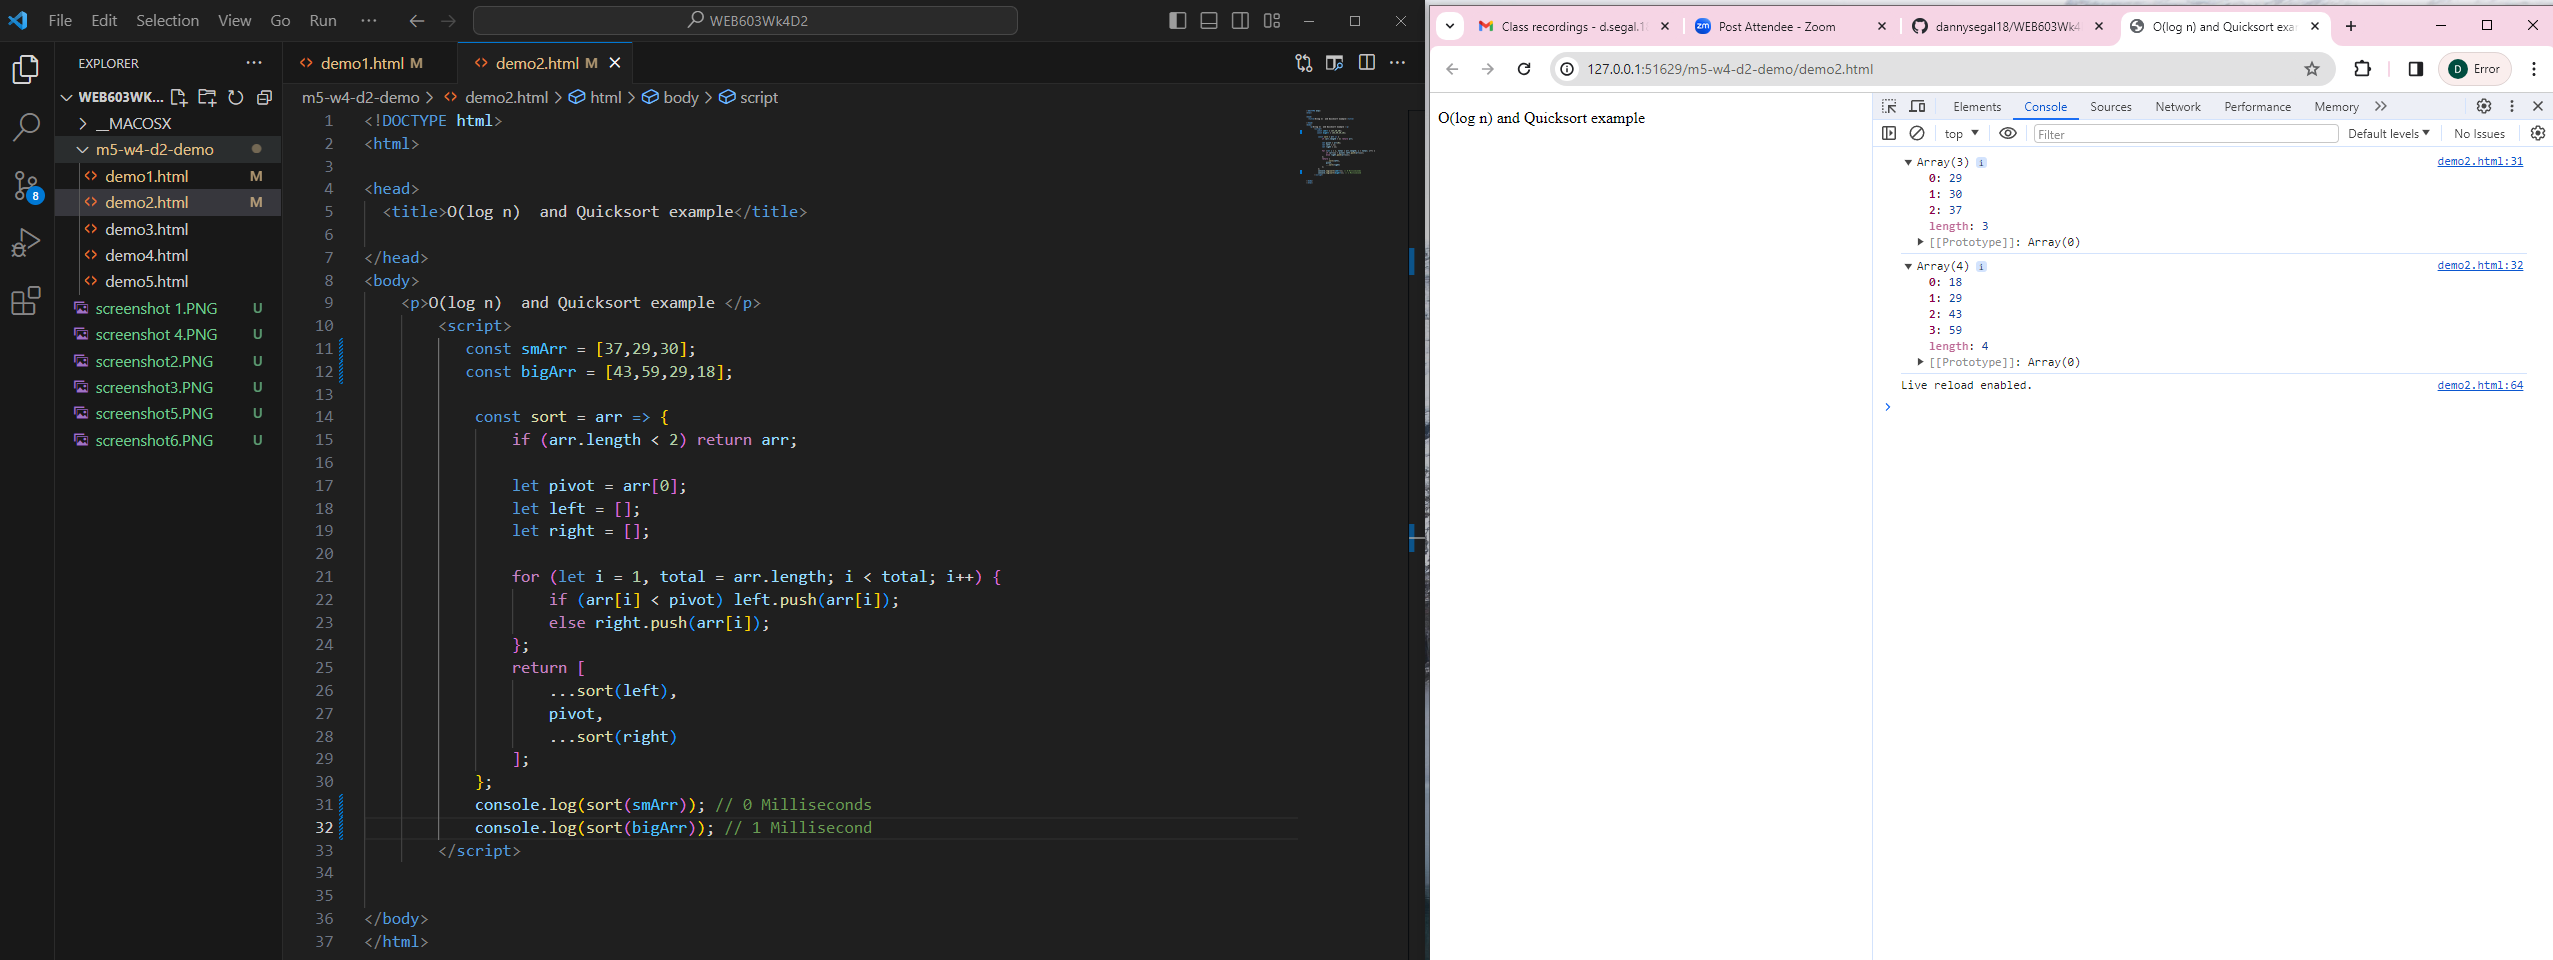 File Edit Selection View Go Run ···
WEB603Wk4D2
EXPLORER
WEB603WK...
__MACOSX
m5-w4-d2-demo
demo1.html M
demo2.html M
demo3.html
demo4.html
demo5.html
screenshot 1.PNG U
screenshot 4.PNG U
screenshot2.PNG U
screenshot3.PNG U
screenshot5.PNG U
screenshot6.PNG U
8
demo1.html M
demo2.html M
m5-w4-d2-demo > demo2.html > html > body > script
1 <!DOCTYPE html>
2 <html>
3
4 <head>
5 <title>O(log n)  and Quicksort example</title>
6
7 </head>
8 <body>
9 <p>O(log n)  and Quicksort example </p>
10 <script>
11 const smArr = [37,29,30];
12 const bigArr = [43,59,29,18];
13
14 const sort = arr => {
15 if (arr.length < 2) return arr;
16
17 let pivot = arr[0];
18 let left = [];
19 let right = [];
20
21 for (let i = 1, total = arr.length; i < total; i++) {
22 if (arr[i] < pivot) left.push(arr[i]);
23 else right.push(arr[i]);
24 };
25 return [
26 ...sort(left),
27 pivot,
28 ...sort(right)
29 ];
30 };
31 console.log(sort(smArr)); // 0 Milliseconds
32 console.log(sort(bigArr)); // 1 Millisecond
33 </script>
34
35
36 </body>
37 </html>
Class recordings - d.segal.1
zm Post Attendee - Zoom
dannysegal18/WEB603Wk4
O(log n) and Quicksort exa
127.0.0.1:51629/m5-w4-d2-demo/demo2.html
D Error
O(log n) and Quicksort example
Elements Console Sources Network Performance Memory
top Filter Default levels No Issues
Array(3) i demo2.html:31
0: 29
1: 30
2: 37
length: 3
[[Prototype]]: Array(0)
Array(4) i demo2.html:32
0: 18
1: 29
2: 43
3: 59
length: 4
[[Prototype]]: Array(0)
Live reload enabled. demo2.html:64